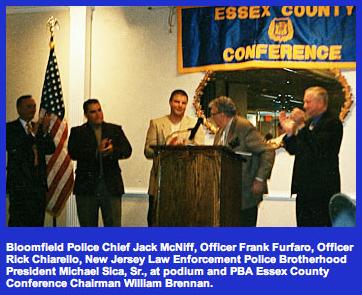 ESSEX COUNTY
CONFERENCE
Bloomfield Police Chief Jack McNiff, Officer Frank Furfaro, Officer
Rick Chiarello, New Jersey Law Enforcement Police Brotherhood
President Michael Sica, Sr., at podium and PBA Essex County
Conference Chairman William Brennan.